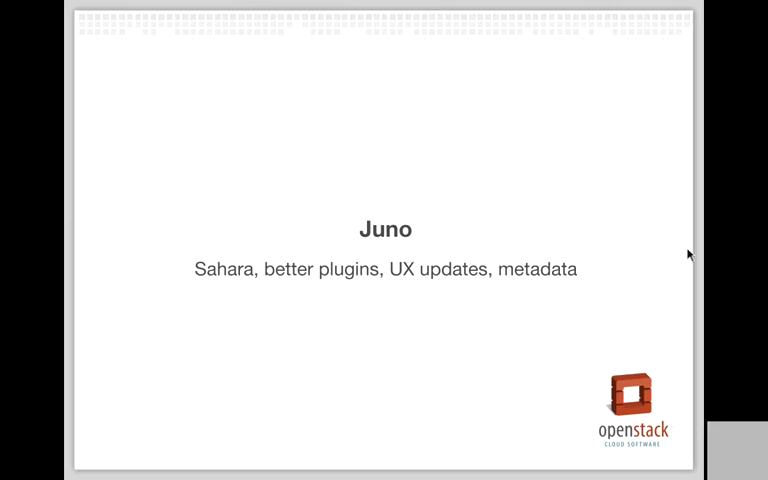 Juno
Sahara, better plugins, UX updates, metadata
openstack
CLOUD SOFTWARE